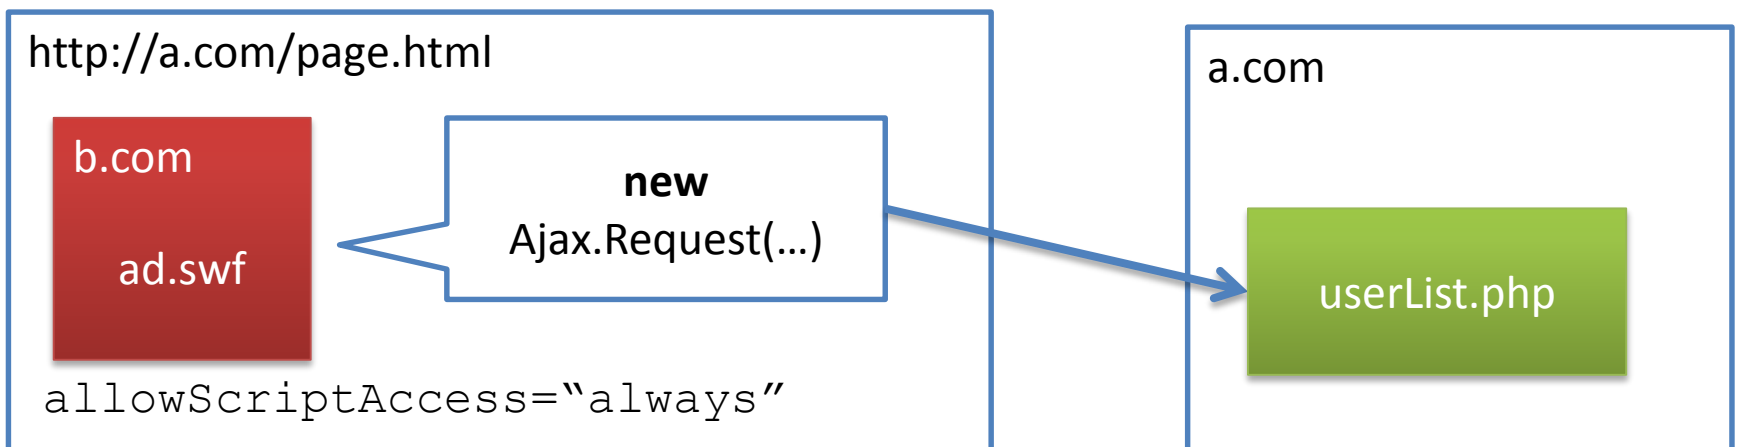 http://a.com/page.html
b.com
ad.swf
new
Ajax.Request(…)
allowScriptAccess=“always”
a.com
userList.php